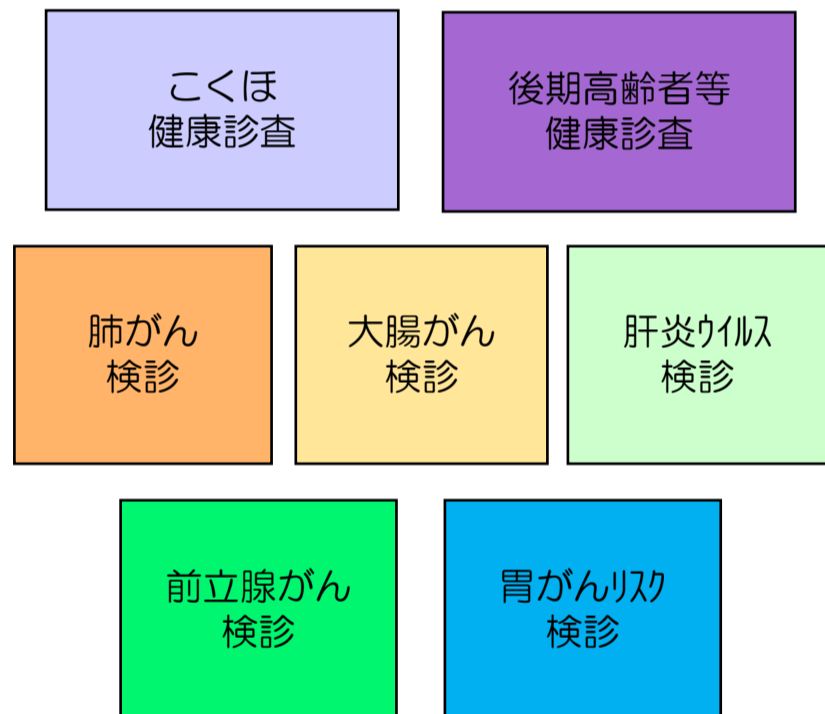 こくほ
健康診査
後期高齢者等
健康診査
肺がん
検診
大腸がん
検診
肝炎ｳｲﾙｽ
検診
前立腺がん
検診
胃がんﾘｽｸ
検診